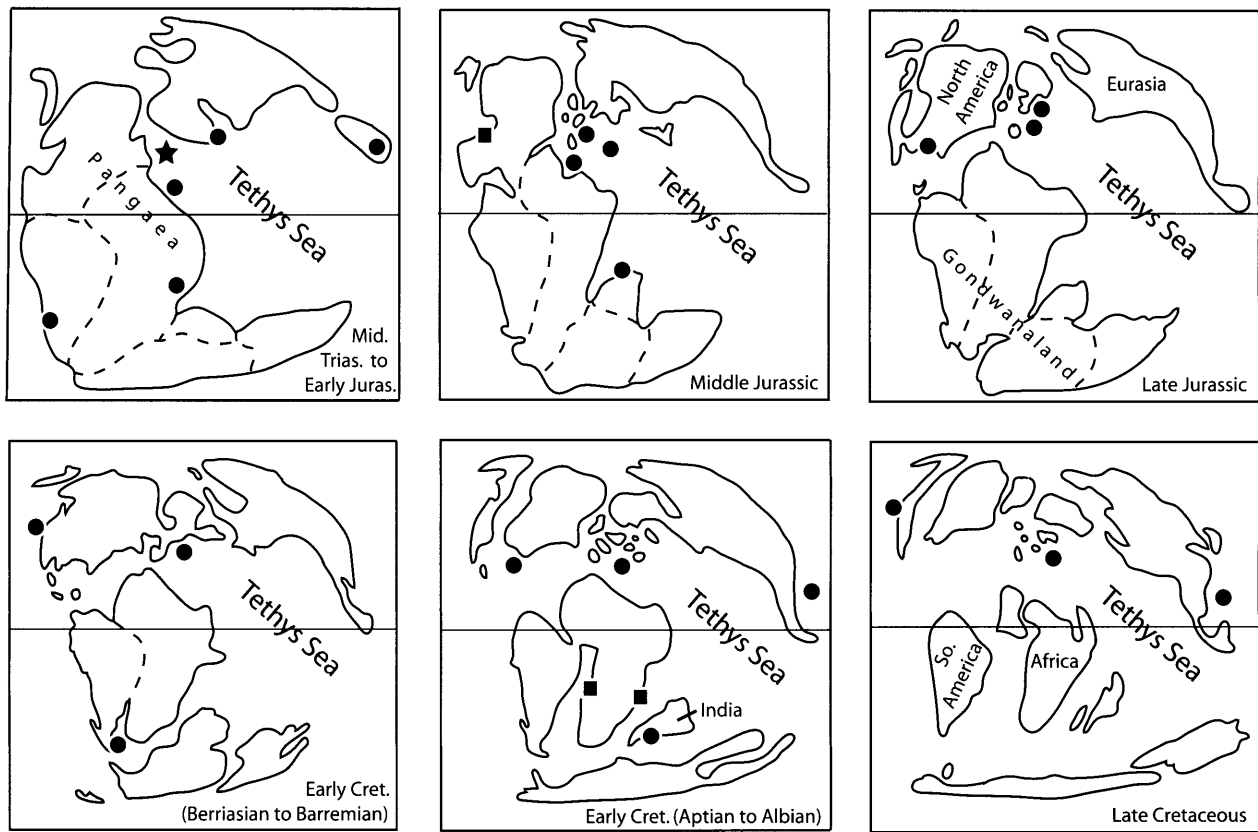 Pangaea
Tethys Sea
Mid.
Trias. to
Early Juras.
Tethys Sea
Middle Jurassic
North
America
Eurasia
Tethys Sea
Gondwanaland
Late Jurassic
Tethys Sea
Early Cret.
(Berriasian to Barremian)
Tethys Sea
India
Early Cret. (Aptian to Albian)
Tethys Sea
So.
America
Africa
Late Cretaceous